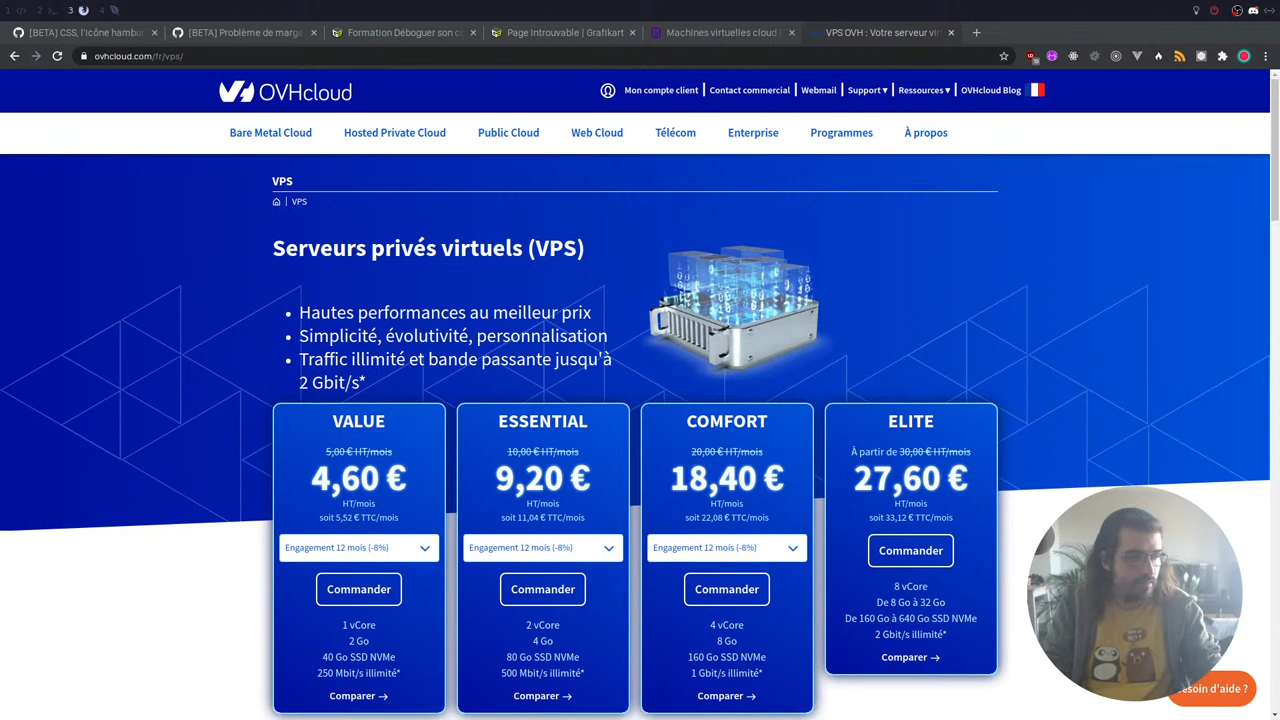 1
2
3
4
[BETA] CSS, l'icône hambu
[BETA] Problème de marge
Formation Déboguer son c
Page Introuvable | Grafikart
Machines virtuelles cloud
VPS OVH : Votre serveur vir
ovhcloud.com/fr/vps/
OVHcloud
Mon compte client
Contact commercial
Webmail
Support
Ressources
OVHcloud Blog
Bare Metal Cloud
Hosted Private Cloud
Public Cloud
Web Cloud
Télécom
Enterprise
Programmes
À propos
VPS
VPS
Serveurs privés virtuels (VPS)
Hautes performances au meilleur prix
Simplicité, évolutivité, personnalisation
Traffic illimité et bande passante jusqu'à
2 Gbit/s*
VALUE
5,00 € HT/mois
4,60 €
HT/mois
soit 5,52 € TTC/mois
Engagement 12 mois (-8%)
Commander
1 vCore
2 Go
40 Go SSD NVMe
250 Mbit/s illimité*
Comparer →
ESSENTIAL
10,00 € HT/mois
9,20 €
HT/mois
soit 11,04 € TTC/mois
Engagement 12 mois (-8%)
Commander
2 vCore
4 Go
80 Go SSD NVMe
500 Mbit/s illimité*
Comparer →
COMFORT
20,00 € HT/mois
18,40 €
HT/mois
soit 22,08 € TTC/mois
Engagement 12 mois (-8%)
Commander
4 vCore
8 Go
160 Go SSD NVMe
1 Gbit/s illimité*
Comparer →
ELITE
À partir de 30,00 € HT/mois
27,60 €
HT/mois
soit 33,12 € TTC/mois
Commander
8 vCore
De 8 Go à 32 Go
De 160 Go à 640 Go SSD NVMe
2 Gbit/s illimité*
Comparer →
esoin d'aide ?